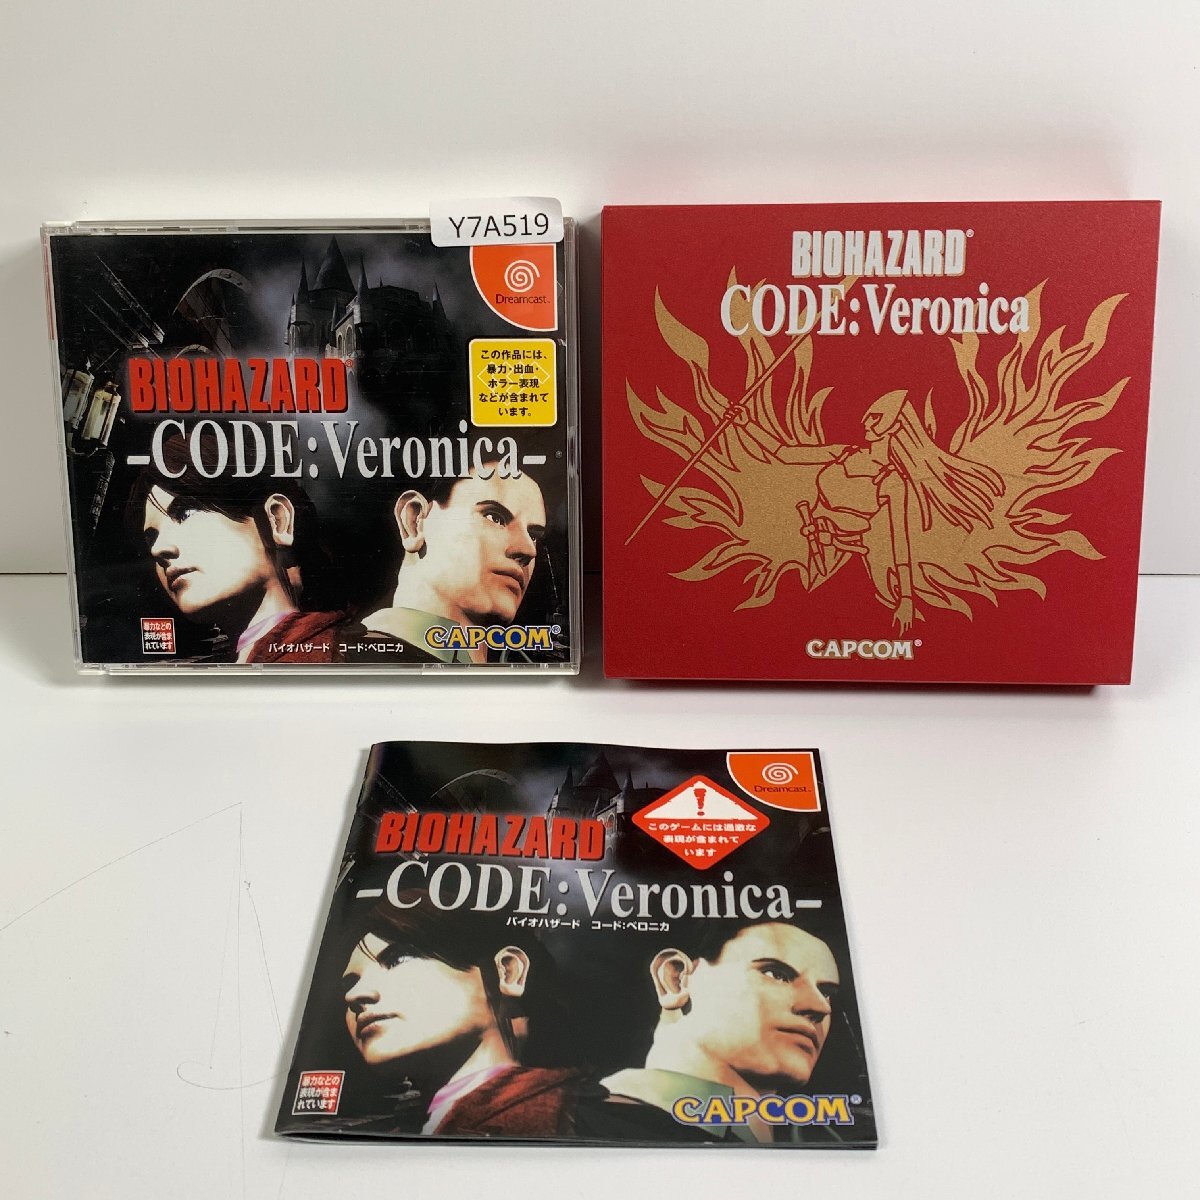 Y7A519
Dreamcast
この作品には、
暴力・出血・
ホラー表現
などが含まれて
います。
BIOHAZARD®
-CODE:Veronica-
暴力などの
表現が含ま
れています
バイオハザード コード:ベロニカ
CAPCOM®
BIOHAZARD®
CODE:Veronica
CAPCOM®
Dreamcast
!
このゲームには過激な
表現が含まれて
います
BIOHAZARD
-CODE:Veronica-
バイオハザード コード:ベロニカ
暴力などの
表現が含ま
れています
CAPCOM®